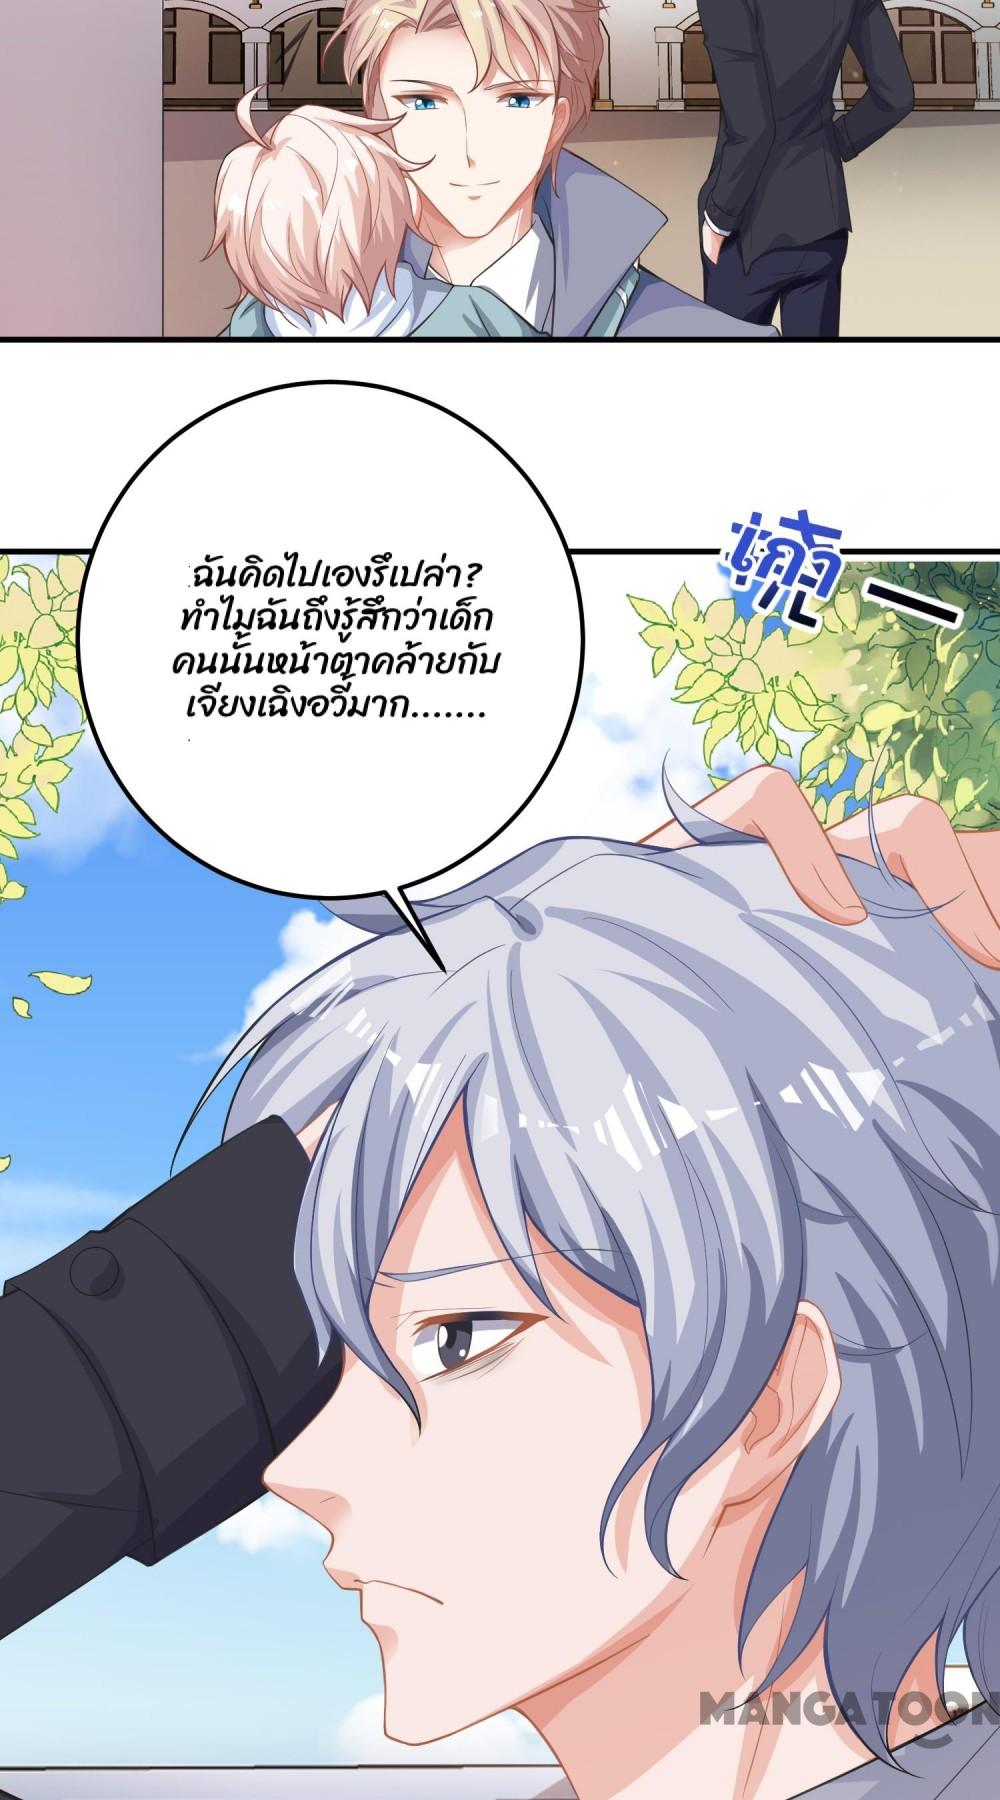 ฉันคิดไปเองรึเปล่า?
ทำไมฉันถึงรู้สึกว่าเด็ก
คนนั้นหน้าตาคล้ายกับ
เจียงเฉิงอวี้มาก.......
เก๋า
MANGATOON